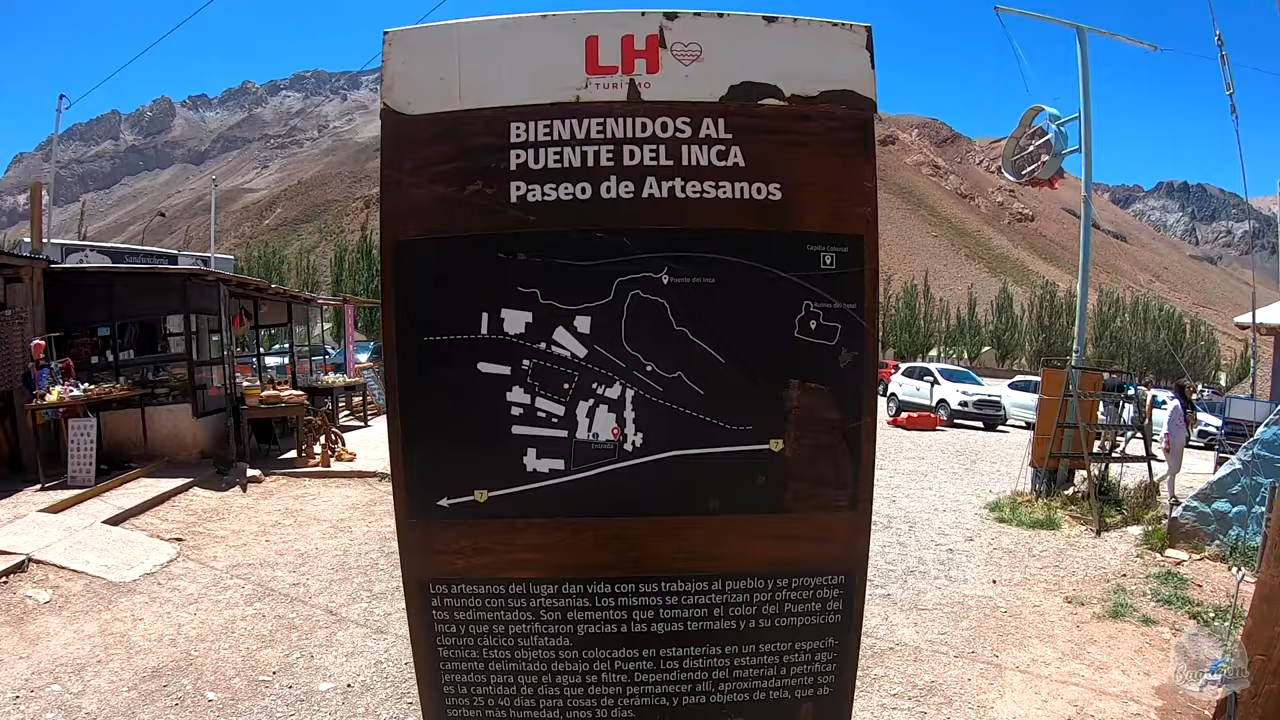 LH
TURISMO
BIENVENIDOS AL
PUENTE DEL INCA
Paseo de Artesanos
Sandwicheria
Capilla Colonial
Puente del Inca
Ruinas del hotel
Entrada
7
7
Los artesanos del lugar dan vida con sus trabajos al pueblo y se proyectan
al mundo con sus artesanías. Los mismos se caracterizan por ofrecer obje-
tos sedimentados. Son elementos que tomaron el color del Puente del
Inca y que se petrificaron gracias a las aguas termales y a su composición
cloruro cálcico sulfatada.
Técnica: Estos objetos son colocados en estanterías en un sector específi-
camente delimitado debajo del Puente. Los distintos estantes están agu-
jereados para que el agua se filtre. Dependiendo del material a petrificar
es la cantidad de días que deben permanecer allí, aproximadamente son
unos 25 o 40 días para cosas de cerámica, y para objetos de tela, que ab-
sorben más humedad, unos 30 días.